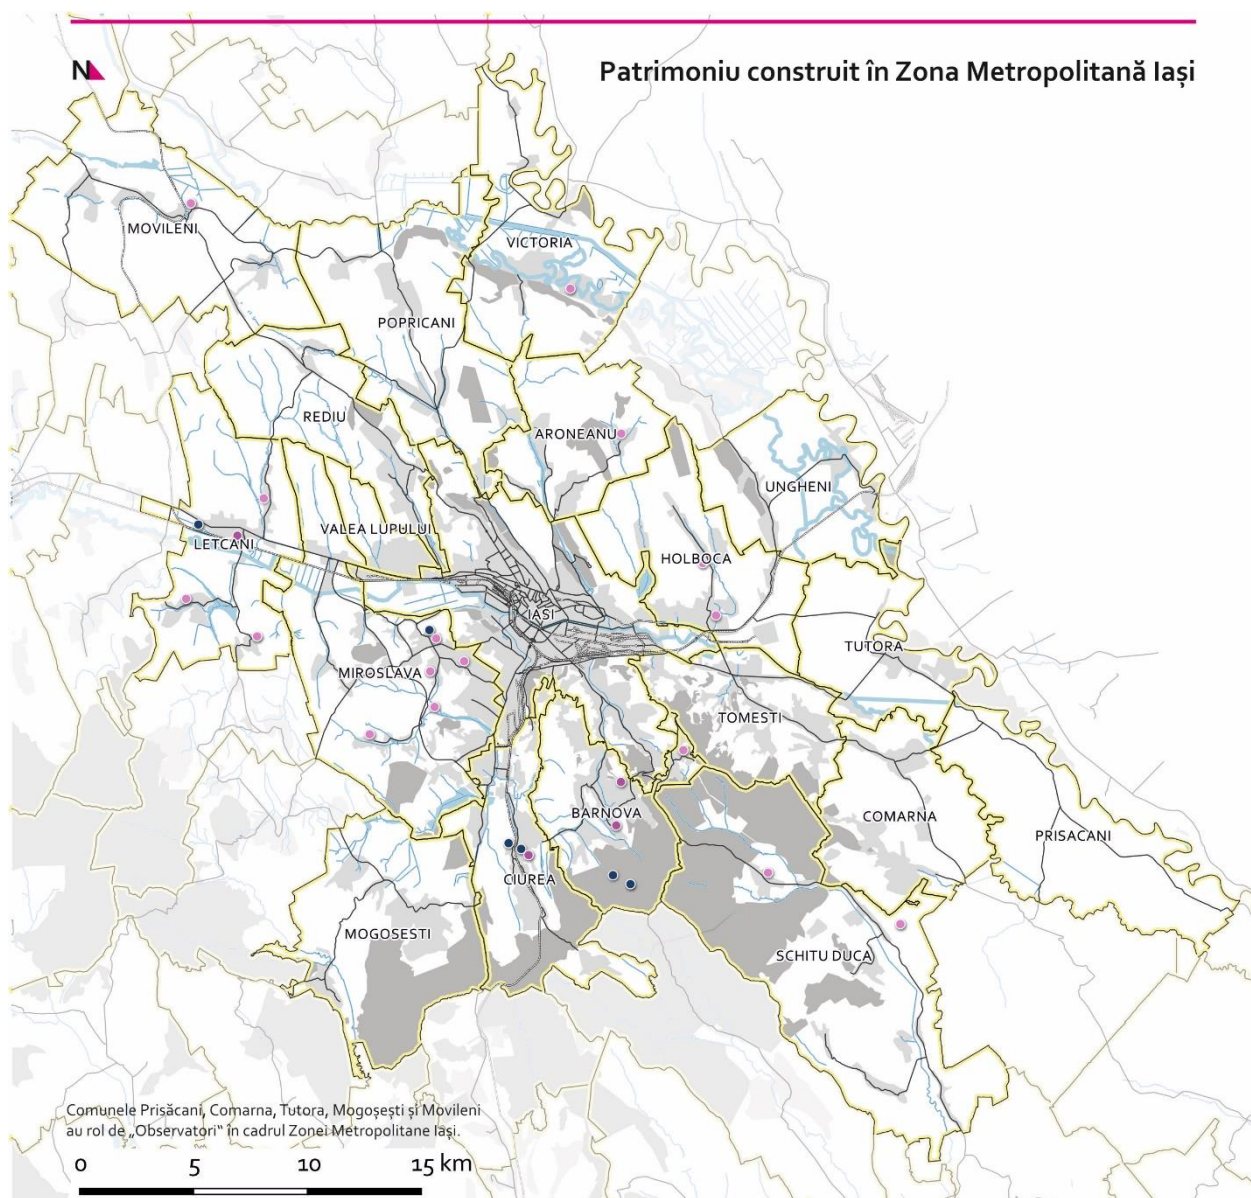 Patrimoniu construit în Zona Metropolitană Iași
N
MOVILENI
VICTORIA
POPRICANI
REDIU
ARONEANU
UNGHENI
VALEA LUPULUI
LETCANI
HOLBOCA
IASI
TUTORA
MIROSLAVA
TOMESTI
BARNOVA
COMARNA
PRISACANI
CIUREA
MOGOSESTI
SCHITU DUCA
Comunele Prisăcani, Comarna, Tutora, Mogoșești și Movileni
au rol de „Observatori“ în cadrul Zonei Metropolitane Iași.
0 5 10 15 km